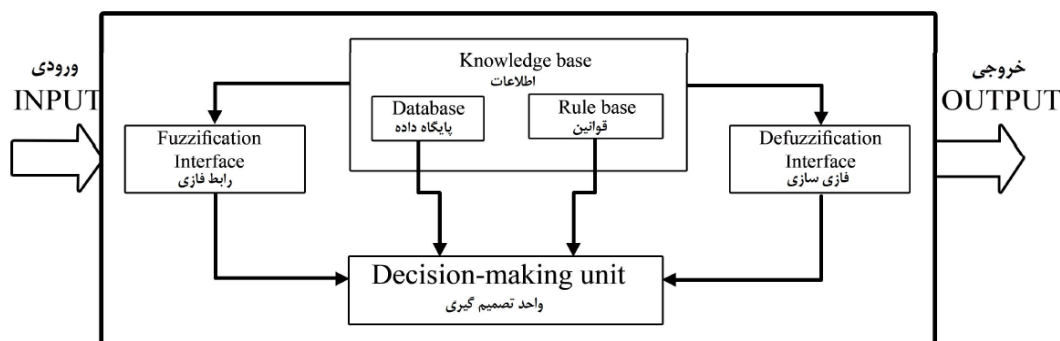 ورودی
INPUT
Knowledge base
اطلاعات
Database
پایگاه داده
Rule base
قوانین
Fuzzification
Interface
رابط فازی
Defuzzification
Interface
فازی سازی
Decision-making unit
واحد تصمیم گیری
خروجی
OUTPUT